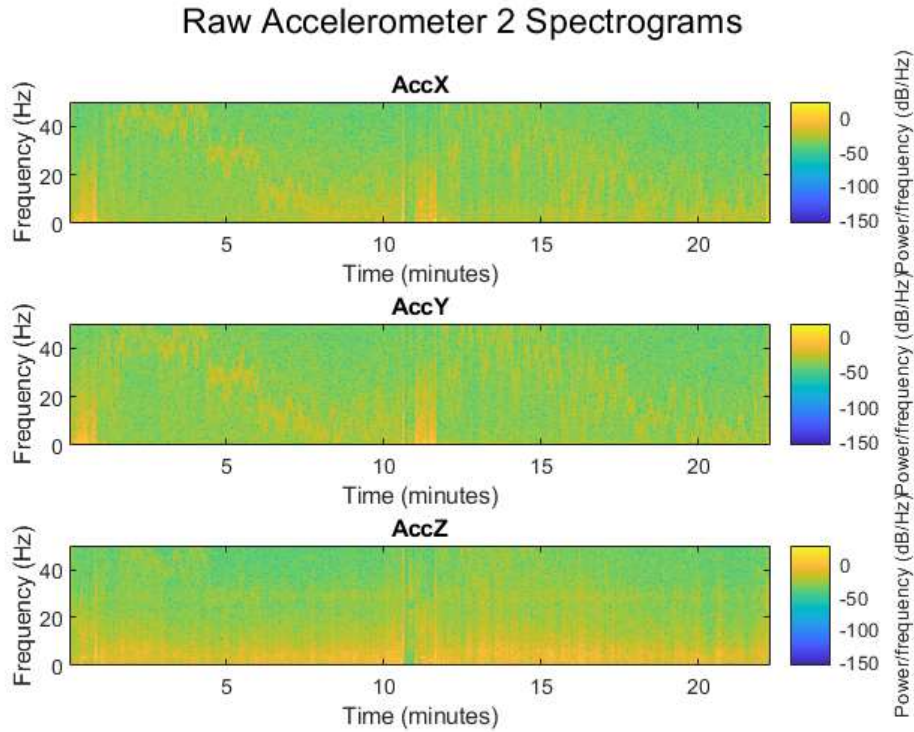 Raw Accelerometer 2 Spectrograms
AccX
Frequency (Hz)
40
20
0
5
10
15
20
Time (minutes)
0
-50
-100
-150
Power/frequency (dB/Hz)
AccY
Frequency (Hz)
40
20
0
5
10
15
20
Time (minutes)
0
-50
-100
-150
Power/frequency (dB/Hz)
AccZ
Frequency (Hz)
40
20
0
5
10
15
20
Time (minutes)
0
-50
-100
-150
Power/frequency (dB/Hz)